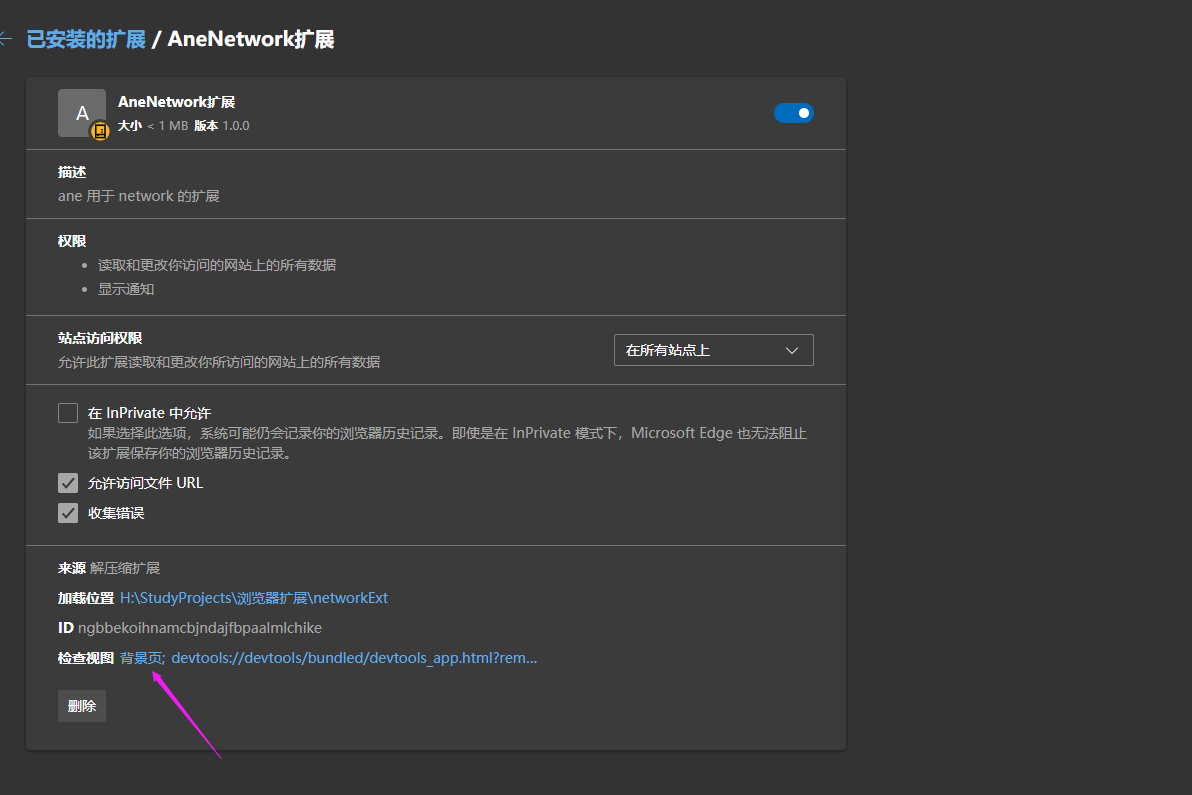 已安装的扩展 / AneNetwork扩展
A
AneNetwork扩展
大小 < 1 MB 版本 1.0.0
描述
ane 用于 network 的扩展
权限
读取和更改你访问的网站上的所有数据
显示通知
站点访问权限
允许此扩展读取和更改你所访问的网站上的所有数据
在所有站点上
在 InPrivate 中允许
如果选择此选项，系统可能仍会记录你的浏览器历史记录。即使是在 InPrivate 模式下，Microsoft Edge 也无法阻止
该扩展保存你的浏览器历史记录。
允许访问文件 URL
收集错误
来源 解压缩扩展
加载位置 H:\StudyProjects\浏览器扩展\networkExt
ID ngbbekoihnamcbjndajfbpaalmlchike
检查视图 背景页; devtools://devtools/bundled/devtools_app.html?rem...
删除